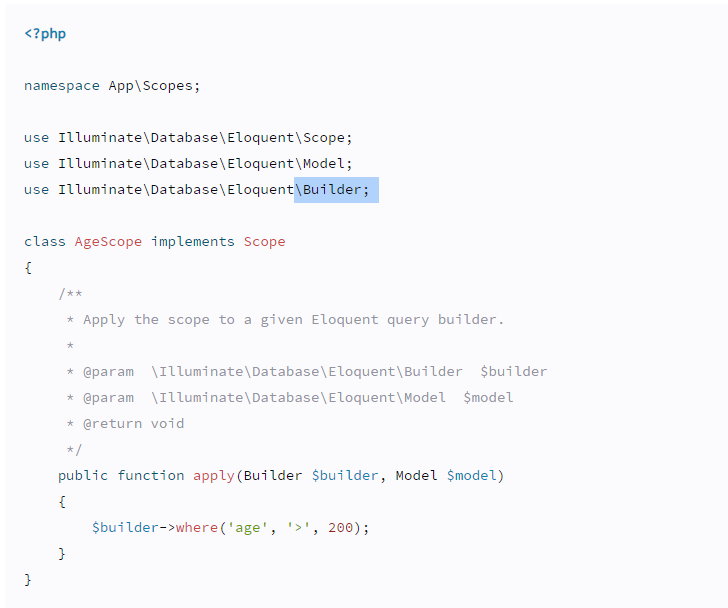 <?php
namespace App\Scopes;
use Illuminate\Database\Eloquent\Scope;
use Illuminate\Database\Eloquent\Model;
use Illuminate\Database\Eloquent\Builder;
class AgeScope implements Scope
{
    /**
     * Apply the scope to a given Eloquent query builder.
     *
     * @param  \Illuminate\Database\Eloquent\Builder  $builder
     * @param  \Illuminate\Database\Eloquent\Model  $model
     * @return void
     */
    public function apply(Builder $builder, Model $model)
    {
        $builder->where('age', '>', 200);
    }
}